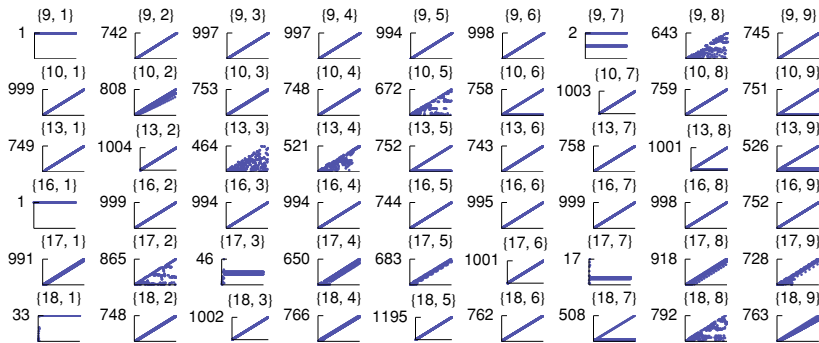 {9, 1} {9, 2} {9, 3} {9, 4} {9, 5} {9, 6} {9, 7} {9, 8} {9, 9}
1 742 997 997 994 998 2 643 745
{10, 1} {10, 2} {10, 3} {10, 4} {10, 5} {10, 6} {10, 7} {10, 8} {10, 9}
999 808 753 748 672 758 1003 759 751
{13, 1} {13, 2} {13, 3} {13, 4} {13, 5} {13, 6} {13, 7} {13, 8} {13, 9}
749 1004 464 521 752 743 758 1001 526
{16, 1} {16, 2} {16, 3} {16, 4} {16, 5} {16, 6} {16, 7} {16, 8} {16, 9}
1 999 994 994 744 995 999 998 752
{17, 1} {17, 2} {17, 3} {17, 4} {17, 5} {17, 6} {17, 7} {17, 8} {17, 9}
991 865 46 650 683 1001 17 918 728
{18, 1} {18, 2} {18, 3} {18, 4} {18, 5} {18, 6} {18, 7} {18, 8} {18, 9}
33 748 1002 766 1195 762 508 792 763